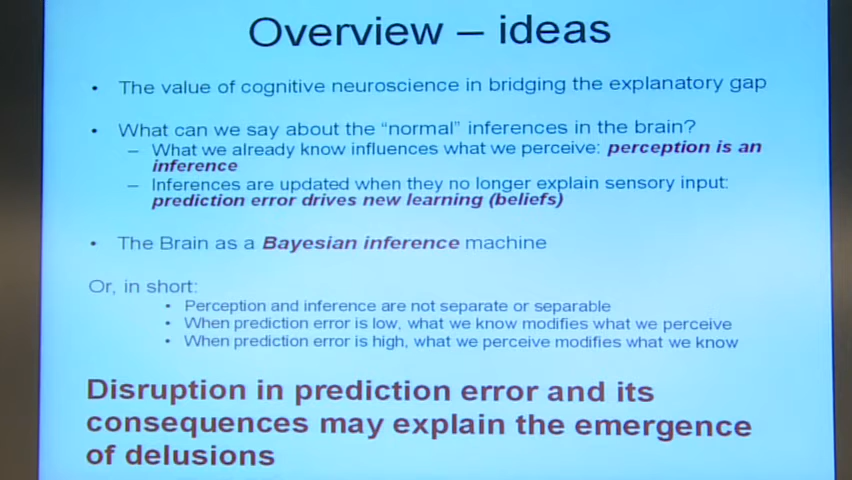 Overview – ideas
• The value of cognitive neuroscience in bridging the explanatory gap
• What can we say about the “normal” inferences in the brain?
– What we already know influences what we perceive: perception is an
inference
– Inferences are updated when they no longer explain sensory input:
prediction error drives new learning (beliefs)
• The Brain as a Bayesian inference machine
Or, in short:
• Perception and inference are not separate or separable
• When prediction error is low, what we know modifies what we perceive
• When prediction error is high, what we perceive modifies what we know
Disruption in prediction error and its
consequences may explain the emergence
of delusions